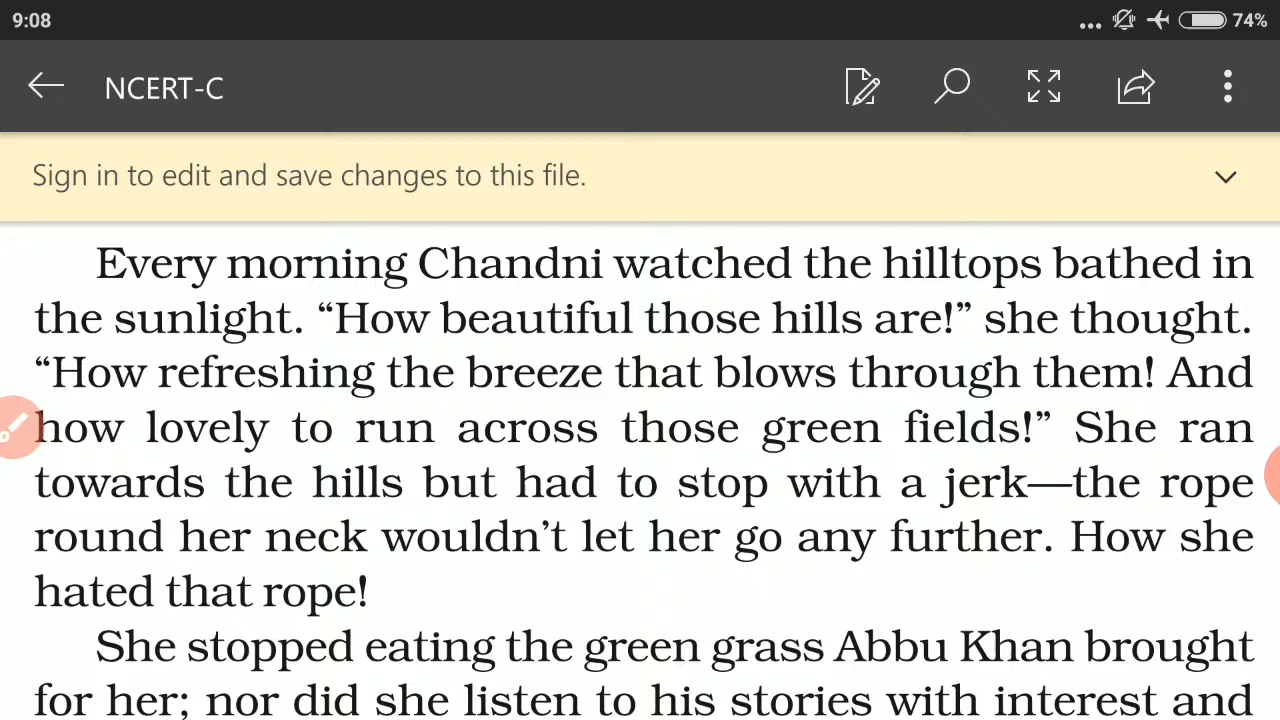 9:08
74%
NCERT-C
Sign in to edit and save changes to this file.
Every morning Chandni watched the hilltops bathed in
the sunlight. “How beautiful those hills are!” she thought.
“How refreshing the breeze that blows through them! And
how lovely to run across those green fields!” She ran
towards the hills but had to stop with a jerk—the rope
round her neck wouldn’t let her go any further. How she
hated that rope!
She stopped eating the green grass Abbu Khan brought
for her; nor did she listen to his stories with interest and